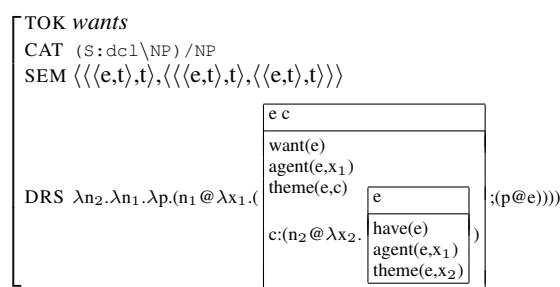 TOK wants
CAT (S:dcl\NP)/NP
SEM ⟨⟨⟨e,t⟩,t⟩,⟨⟨⟨e,t⟩,t⟩,⟨⟨e,t⟩,t⟩⟩⟩
e c
want(e)
agent(e,x₁)
theme(e,c)
DRS λn₂.λn₁.λp.(n₁@λx₁.( ;(p@e))))
c:(n₂@λx₂. )
e
have(e)
agent(e,x₁)
theme(e,x₂)